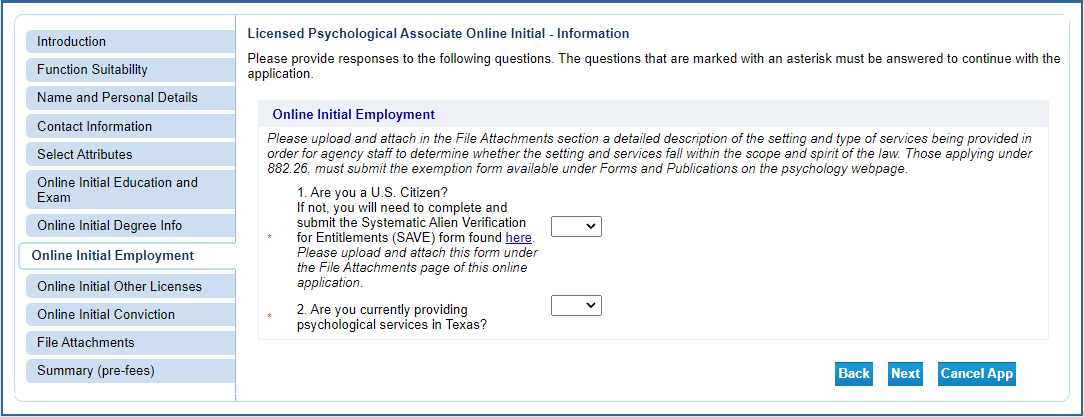 Introduction
Function Suitability
Name and Personal Details
Contact Information
Select Attributes
Online Initial Education and
Exam
Online Initial Degree Info
Online Initial Employment
Online Initial Other Licenses
Online Initial Conviction
File Attachments
Summary (pre-fees)
Licensed Psychological Associate Online Initial - Information
Please provide responses to the following questions. The questions that are marked with an asterisk must be answered to continue with the
application.
Online Initial Employment
Please upload and attach in the File Attachments section a detailed description of the setting and type of services being provided in
order for agency staff to determine whether the setting and services fall within the scope and spirit of the law. Those applying under
882.26, must submit the exemption form available under Forms and Publications on the psychology webpage.
1. Are you a U.S. Citizen?
If not, you will need to complete and
submit the Systematic Alien Verification
* for Entitlements (SAVE) form found here.
Please upload and attach this form under
the File Attachments page of this online
application.
2. Are you currently providing
* psychological services in Texas?
Back Next Cancel App